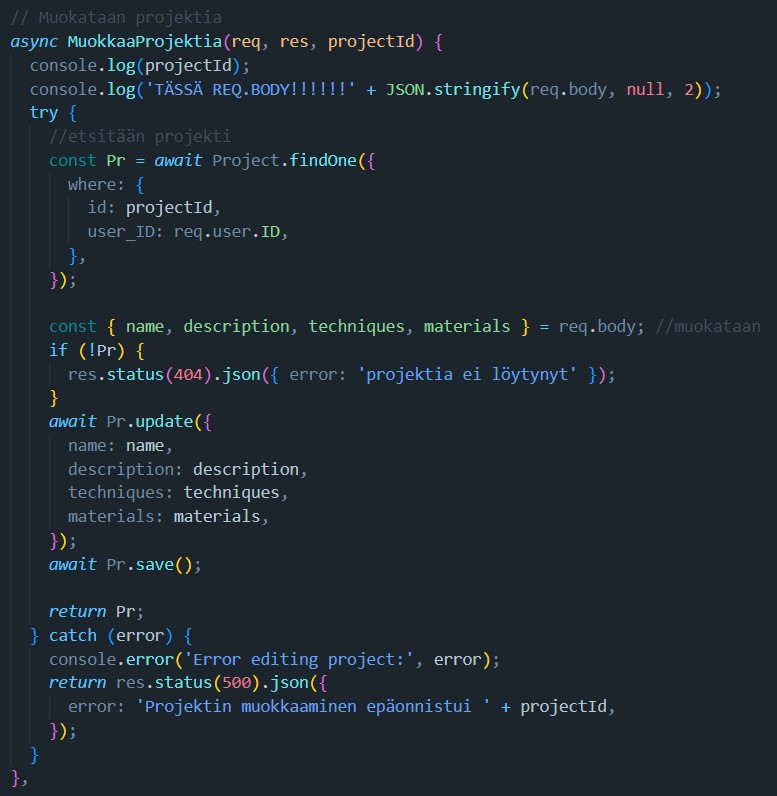 // Muokataan projektia
async MuokkaaProjektia(req, res, projectId) {
console.log(projectId);
console.log('TÄSSÄ REQ.BODY!!!!!!' + JSON.stringify(req.body, null, 2));
try {
//etsitään projekti
const Pr = await Project.findOne({
where: {
id: projectId,
user_ID: req.user.ID,
},
});
const { name, description, techniques, materials } = req.body; //muokataan
if (!Pr) {
res.status(404).json({ error: 'projektia ei löytynyt' });
}
await Pr.update({
name: name,
description: description,
techniques: techniques,
materials: materials,
});
await Pr.save();
return Pr;
} catch (error) {
console.error('Error editing project:', error);
return res.status(500).json({
error: 'Projektin muokkaaminen epäonnistui ' + projectId,
});
}
},